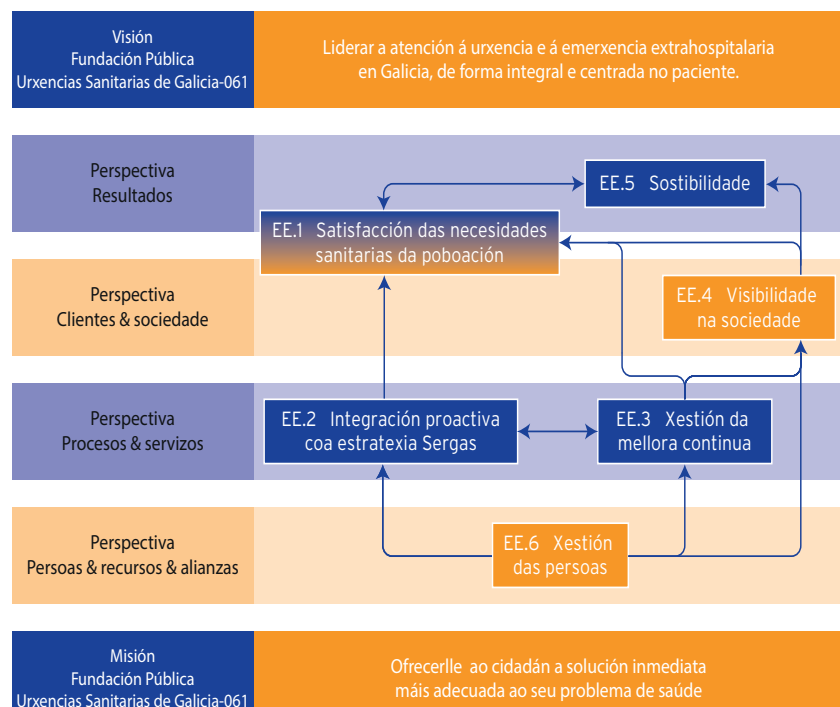 Visión
Fundación Pública
Urxencias Sanitarias de Galicia-061
Liderar a atención á urxencia e á emerxencia extrahospitalaria
en Galicia, de forma integral e centrada no paciente.
Perspectiva
Resultados
EE.5 Sostibilidade
EE.1 Satisfacción das necesidades
sanitarias da poboación
Perspectiva
Clientes & sociedade
EE.4 Visibilidade
na sociedade
Perspectiva
Procesos & servizos
EE.2 Integración proactiva
coa estratexia Sergas
EE.3 Xestión da
mellora continua
Perspectiva
Persoas & recursos & alianzas
EE.6 Xestión
das persoas
Misión
Fundación Pública
Urxencias Sanitarias de Galicia-061
Ofrecerlle ao cidadán a solución inmediata
máis adecuada ao seu problema de saúde